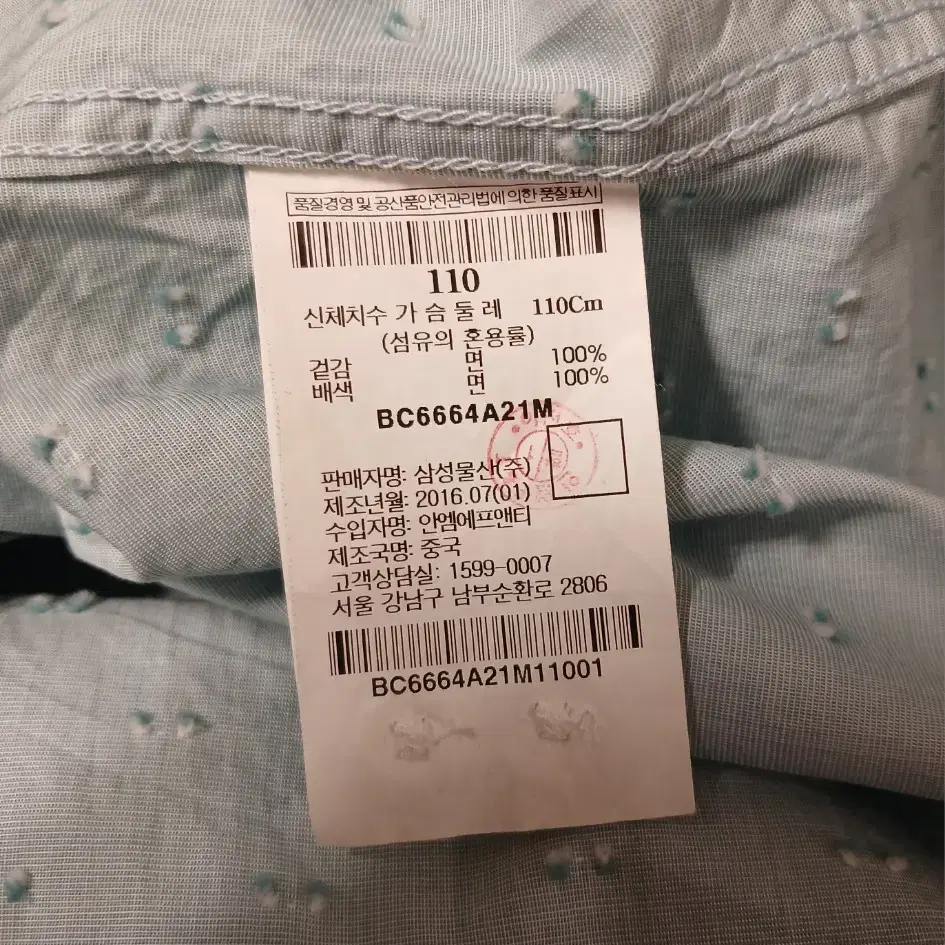 품질경영 및 공산품안전관리법에 의한 품질표시
110
신체치수 가 슴 둘 레 110Cm
(섬유의 혼용률)
겉감 면 100%
배색 면 100%
BC6664A21M
판매자명: 삼성물산(주)
제조년월: 2016.07(01)
수입자명: 안엠에프앤티
제조국명: 중국
고객상담실: 1599-0007
서울 강남구 남부순환로 2806
BC6664A21M11001